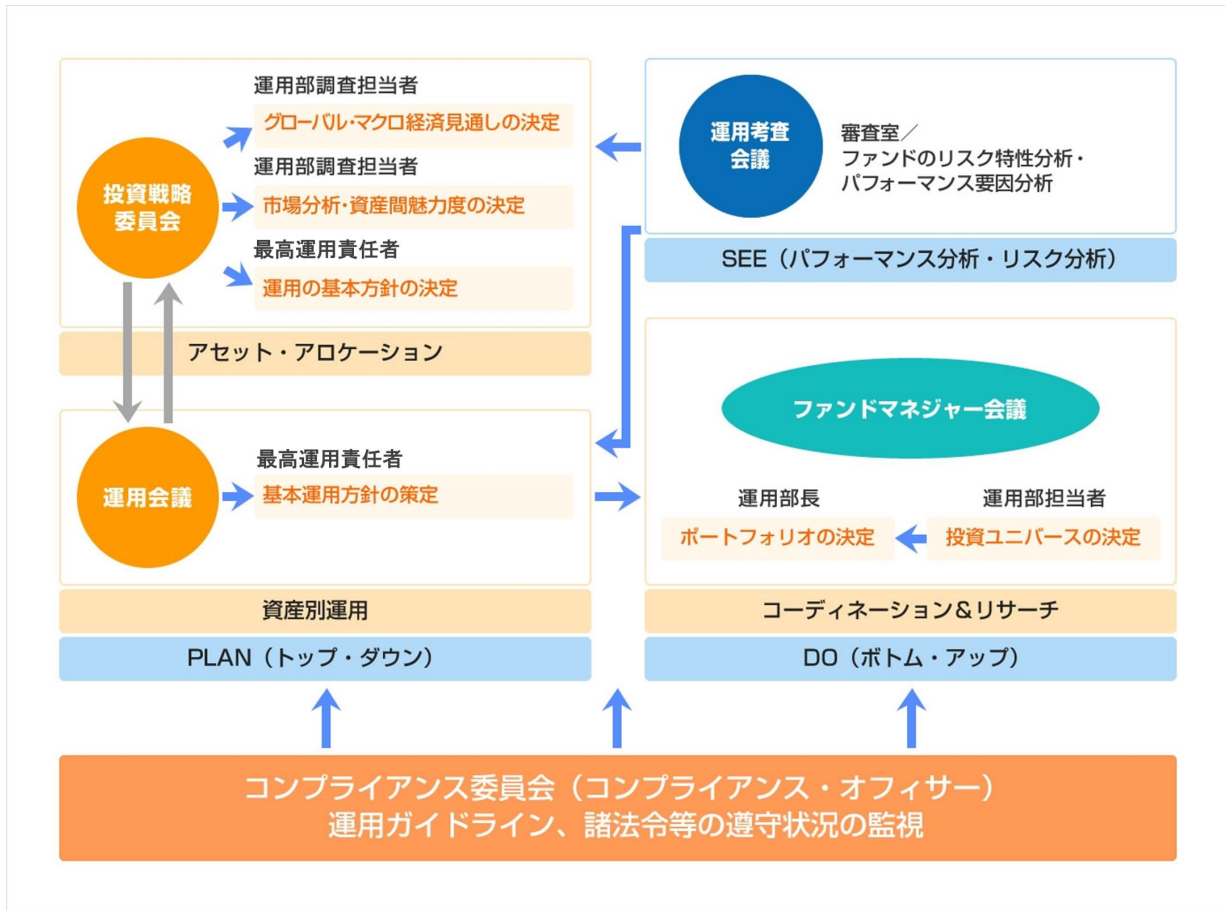 投資戦略
委員会
運用部調査担当者
グローバル・マクロ経済見通しの決定
運用部調査担当者
市場分析・資産間魅力度の決定
最高運用責任者
運用の基本方針の決定
アセット・アロケーション
運用会議
最高運用責任者
基本運用方針の策定
資産別運用
PLAN（トップ・ダウン）
運用考査
会議
審査室／
ファンドのリスク特性分析・
パフォーマンス要因分析
SEE（パフォーマンス分析・リスク分析）
ファンドマネジャー会議
運用部長
ポートフォリオの決定
運用部担当者
投資ユニバースの決定
コーディネーション＆リサーチ
DO（ボトム・アップ）
コンプライアンス委員会（コンプライアンス・オフィサー）
運用ガイドライン、諸法令等の遵守状況の監視